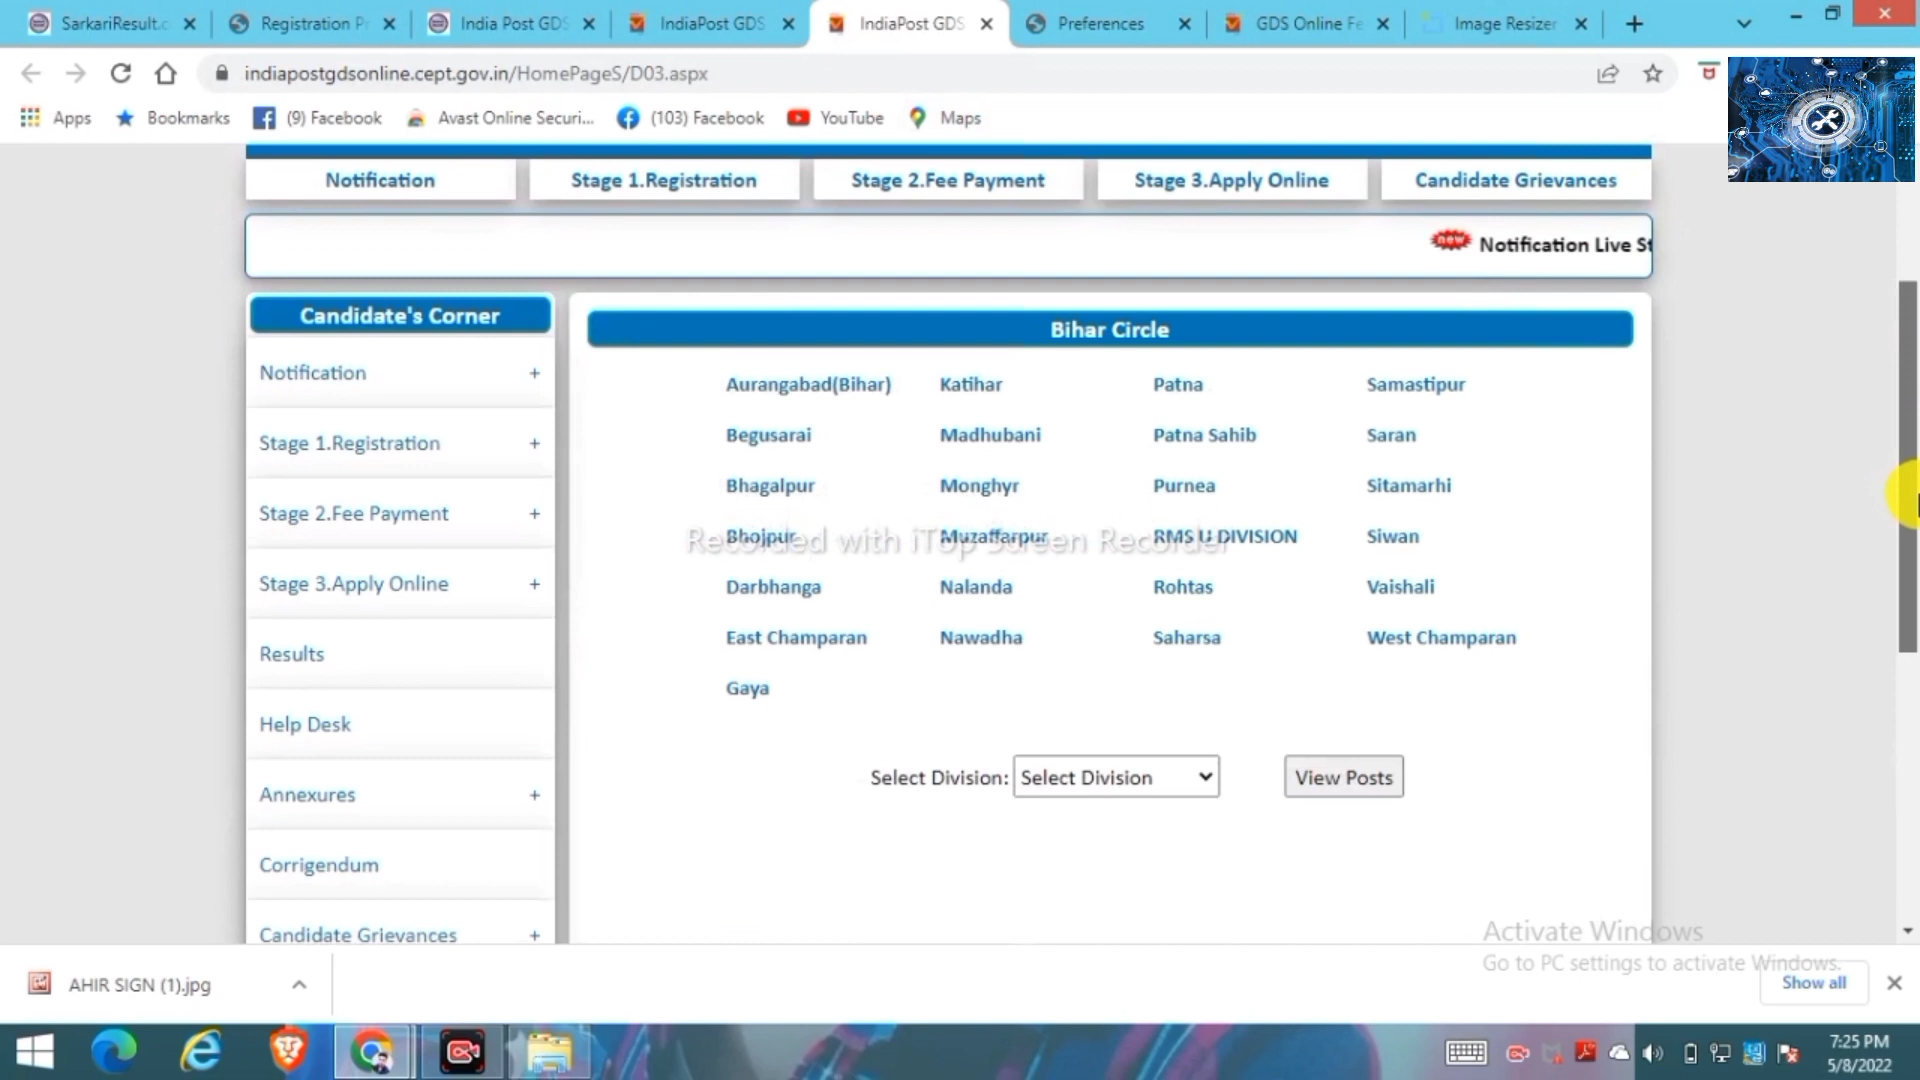 SarkariResult.c
Registration Pr
India Post GDS
IndiaPost GDS
IndiaPost GDS
Preferences
GDS Online Fe
Image Resizer
indiapostgdsonline.cept.gov.in/HomePageS/D03.aspx
Apps
Bookmarks
(9) Facebook
Avast Online Securi...
(103) Facebook
YouTube
Maps
Notification
Stage 1.Registration
Stage 2.Fee Payment
Stage 3.Apply Online
Candidate Grievances
new Notification Live St
Candidate's Corner
Notification +
Stage 1.Registration +
Stage 2.Fee Payment +
Stage 3.Apply Online +
Results
Help Desk
Annexures +
Corrigendum
Candidate Grievances +
Bihar Circle
Aurangabad(Bihar) Katihar Patna Samastipur
Begusarai Madhubani Patna Sahib Saran
Bhagalpur Monghyr Purnea Sitamarhi
Bhojpur Muzaffarpur RMS U DIVISION Siwan
Recorded with iTop Screen Recorder
Darbhanga Nalanda Rohtas Vaishali
East Champaran Nawadha Saharsa West Champaran
Gaya
Select Division: Select Division View Posts
Activate Windows
Go to PC settings to activate Windows.
AHIR SIGN (1).jpg
Show all
7:25 PM
5/8/2022